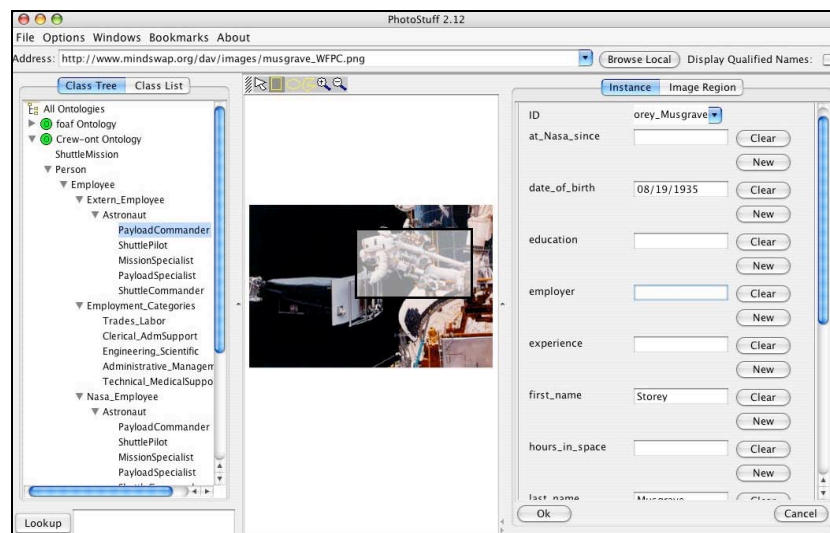 PhotoStuff 2.12
File Options Windows Bookmarks About
Address: http://www.mindswap.org/dav/images/musgrave_WFPC.png Browse Local Display Qualified Names:
Class Tree Class List
All Ontologies
foaf Ontology
Crew-ont Ontology
ShuttleMission
Person
Employee
Extern_Employee
Astronaut
PayloadCommander
ShuttlePilot
MissionSpecialist
PayloadSpecialist
ShuttleCommander
Employment_Categories
Trades_Labor
Clerical_AdmSupport
Engineering_Scientific
Administrative_Managem
Technical_MedicalSuppo
Nasa_Employee
Astronaut
PayloadCommander
ShuttlePilot
MissionSpecialist
PayloadSpecialist
Lookup
Instance Image Region
ID orey_Musgrave
at_Nasa_since Clear
New
date_of_birth 08/19/1935 Clear
New
education Clear
New
employer Clear
New
experience Clear
New
first_name Storey Clear
New
hours_in_space Clear
New
last_name Musgrave Clear
Ok Cancel